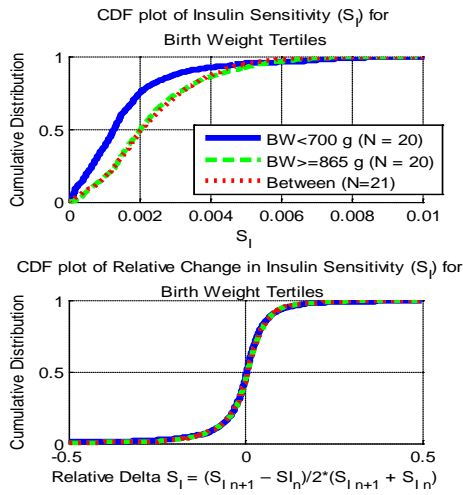 CDF plot of Insulin Sensitivity (S_I) for
Birth Weight Tertiles
Cumulative Distribution
1
0.5
0
BW<700 g (N = 20)
BW>=865 g (N = 20)
Between (N=21)
0 0.002 0.004 0.006 0.008 0.01
S_I
CDF plot of Relative Change in Insulin Sensitivity (S_I) for
Birth Weight Tertiles
Cumulative Distribution
1
0.5
0
-0.5 0 0.5
Relative Delta S_I = (S_I n+1 − SI_n)/2*(S_I n+1 + S_I n)